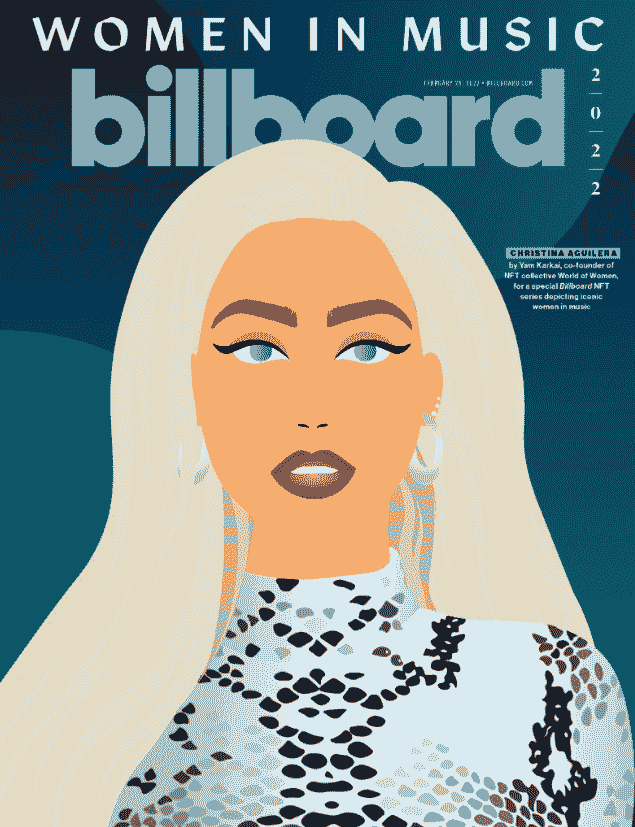 WOMEN IN MUSIC
billboard
2
0
2
2
CHRISTINA AGUILERA
by Yam Karkai, co-founder of
NFT collective World of Women,
for a special Billboard NFT
series depicting iconic
women in music